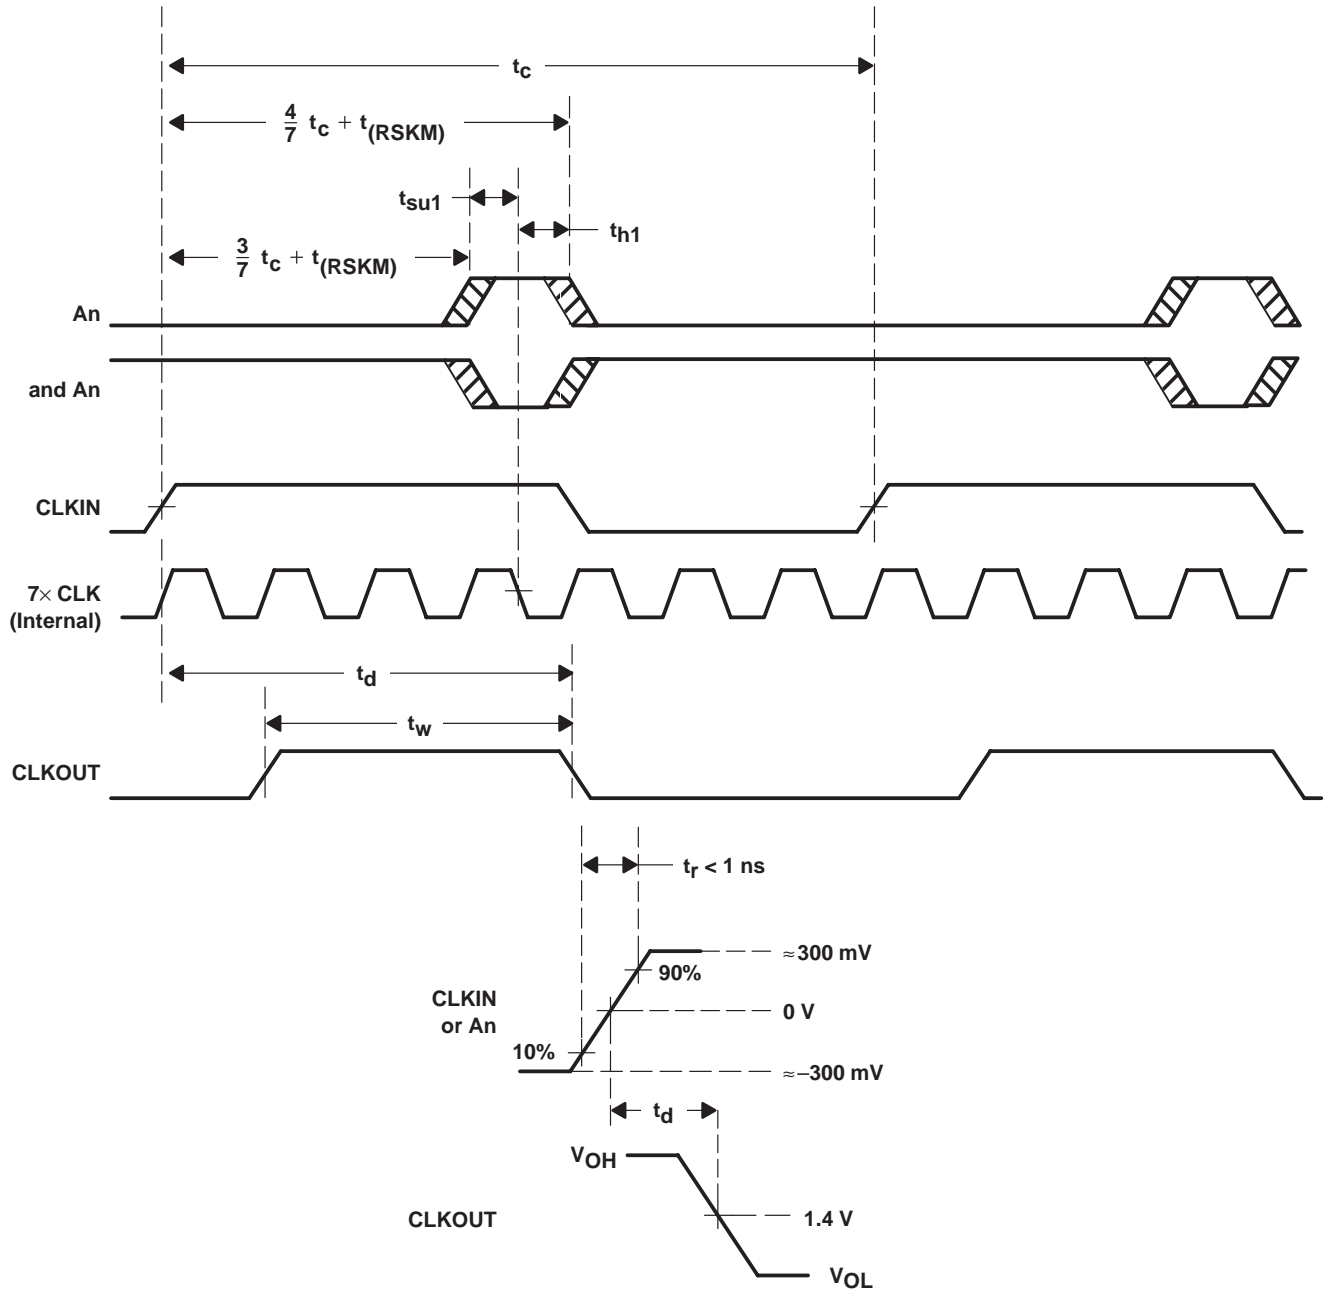 tc
4/7 tc + t(RSKM)
tsu1
th1
3/7 tc + t(RSKM)
An
and An
CLKIN
7× CLK
(Internal)
td
tw
CLKOUT
tr < 1 ns
≈300 mV
90%
CLKIN
or An
0 V
10%
≈–300 mV
td
VOH
CLKOUT
1.4 V
VOL